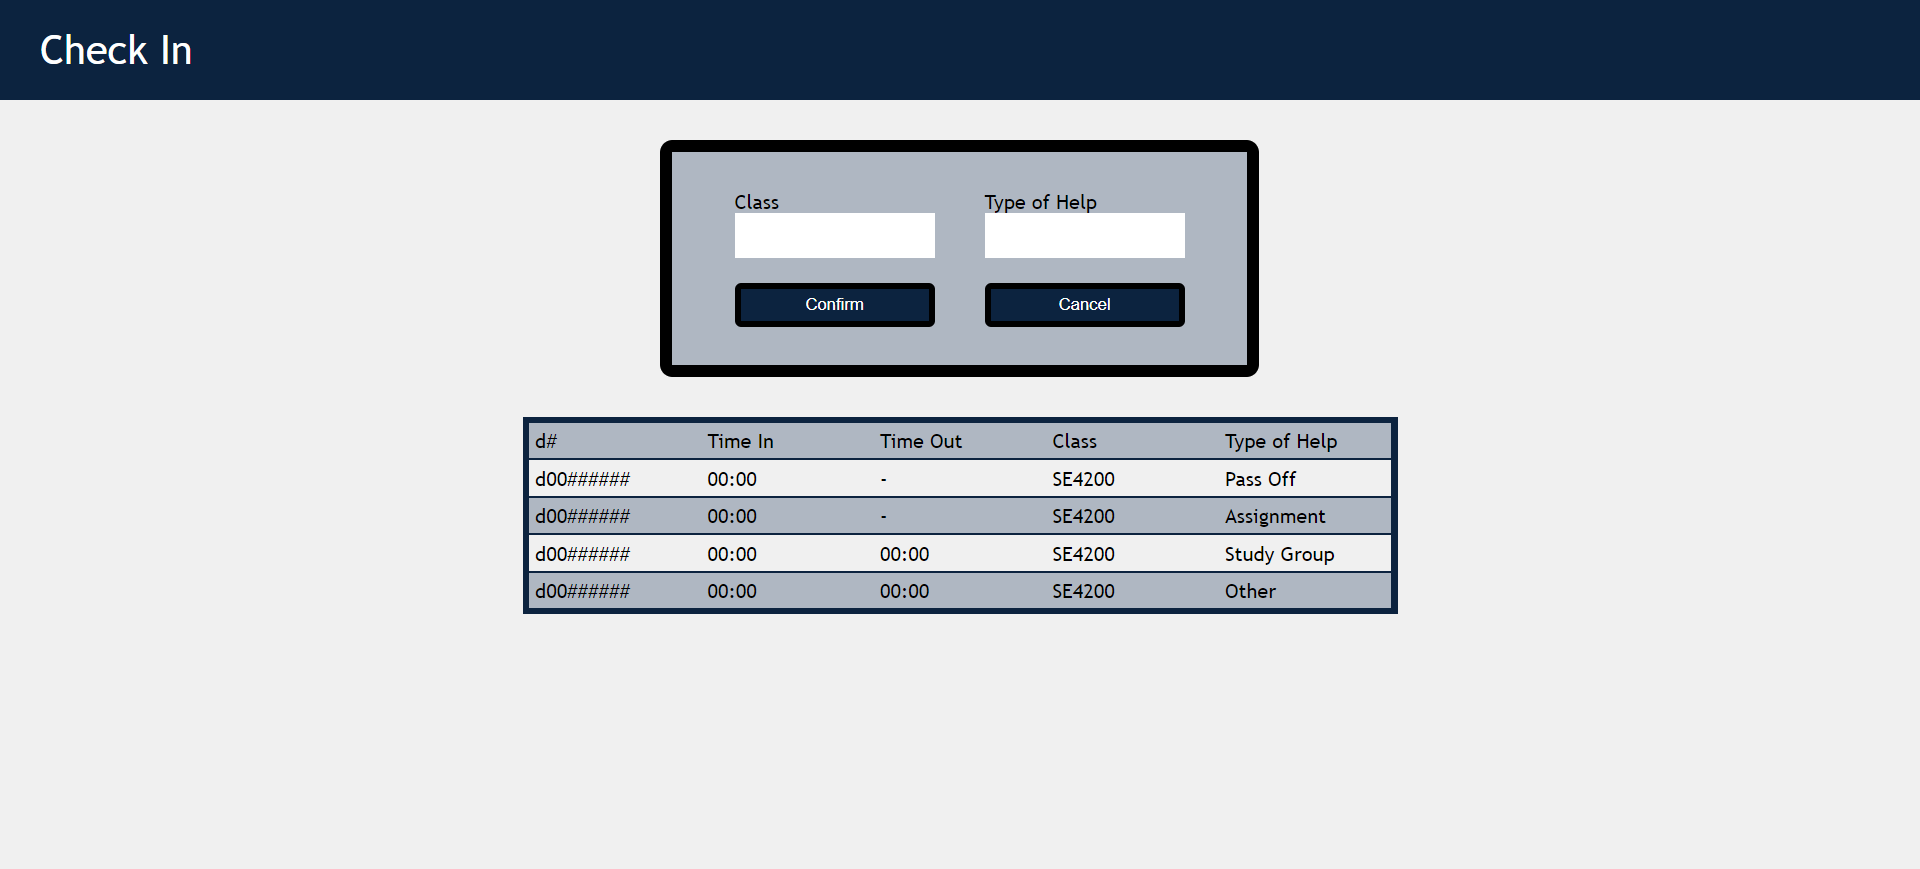 Check In
Class Type of Help
Confirm Cancel
d# Time In Time Out Class Type of Help
d00###### 00:00 - SE4200 Pass Off
d00###### 00:00 - SE4200 Assignment
d00###### 00:00 00:00 SE4200 Study Group
d00###### 00:00 00:00 SE4200 Other